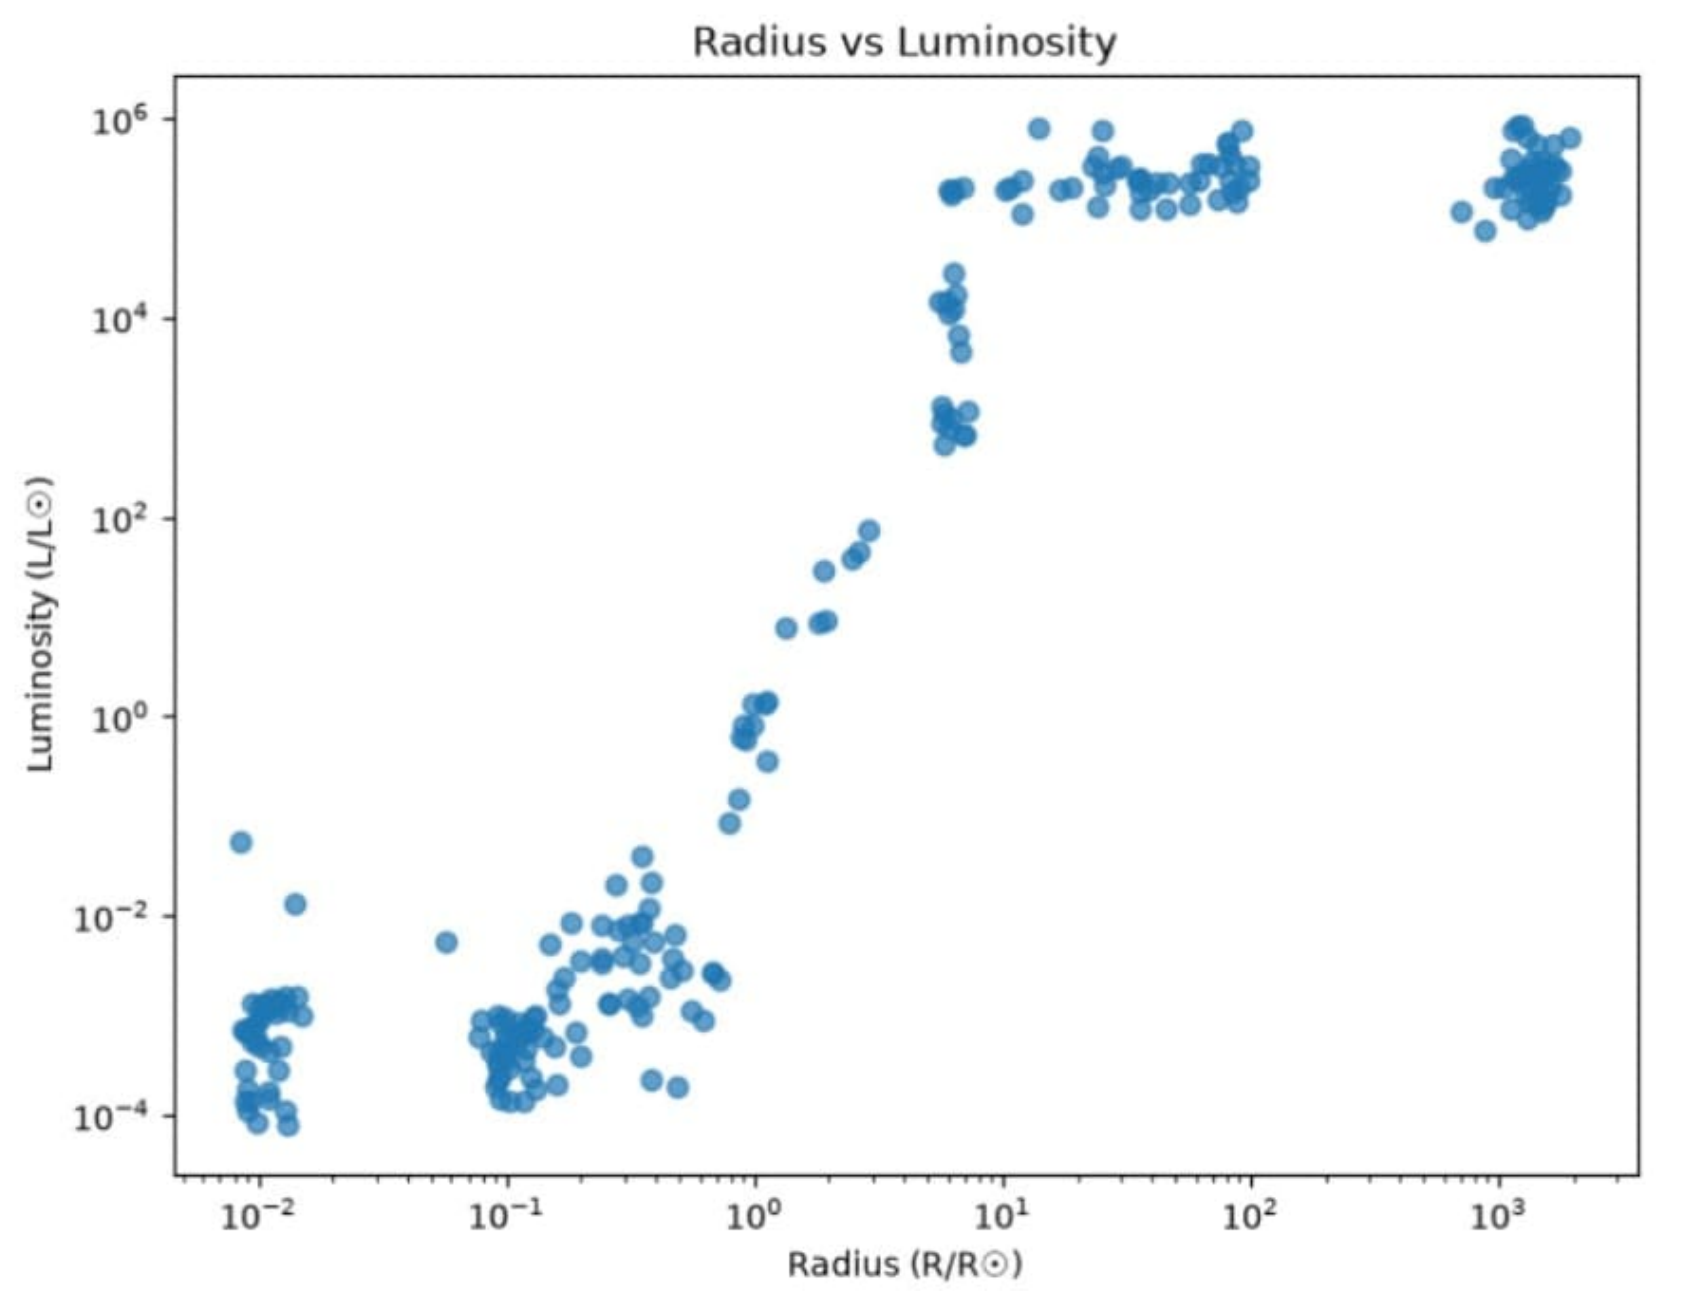 Radius vs Luminosity
10⁶
10⁴
10²
10⁰
10⁻²
10⁻⁴
Luminosity (L/L☉)
10⁻² 10⁻¹ 10⁰ 10¹ 10² 10³
Radius (R/R☉)